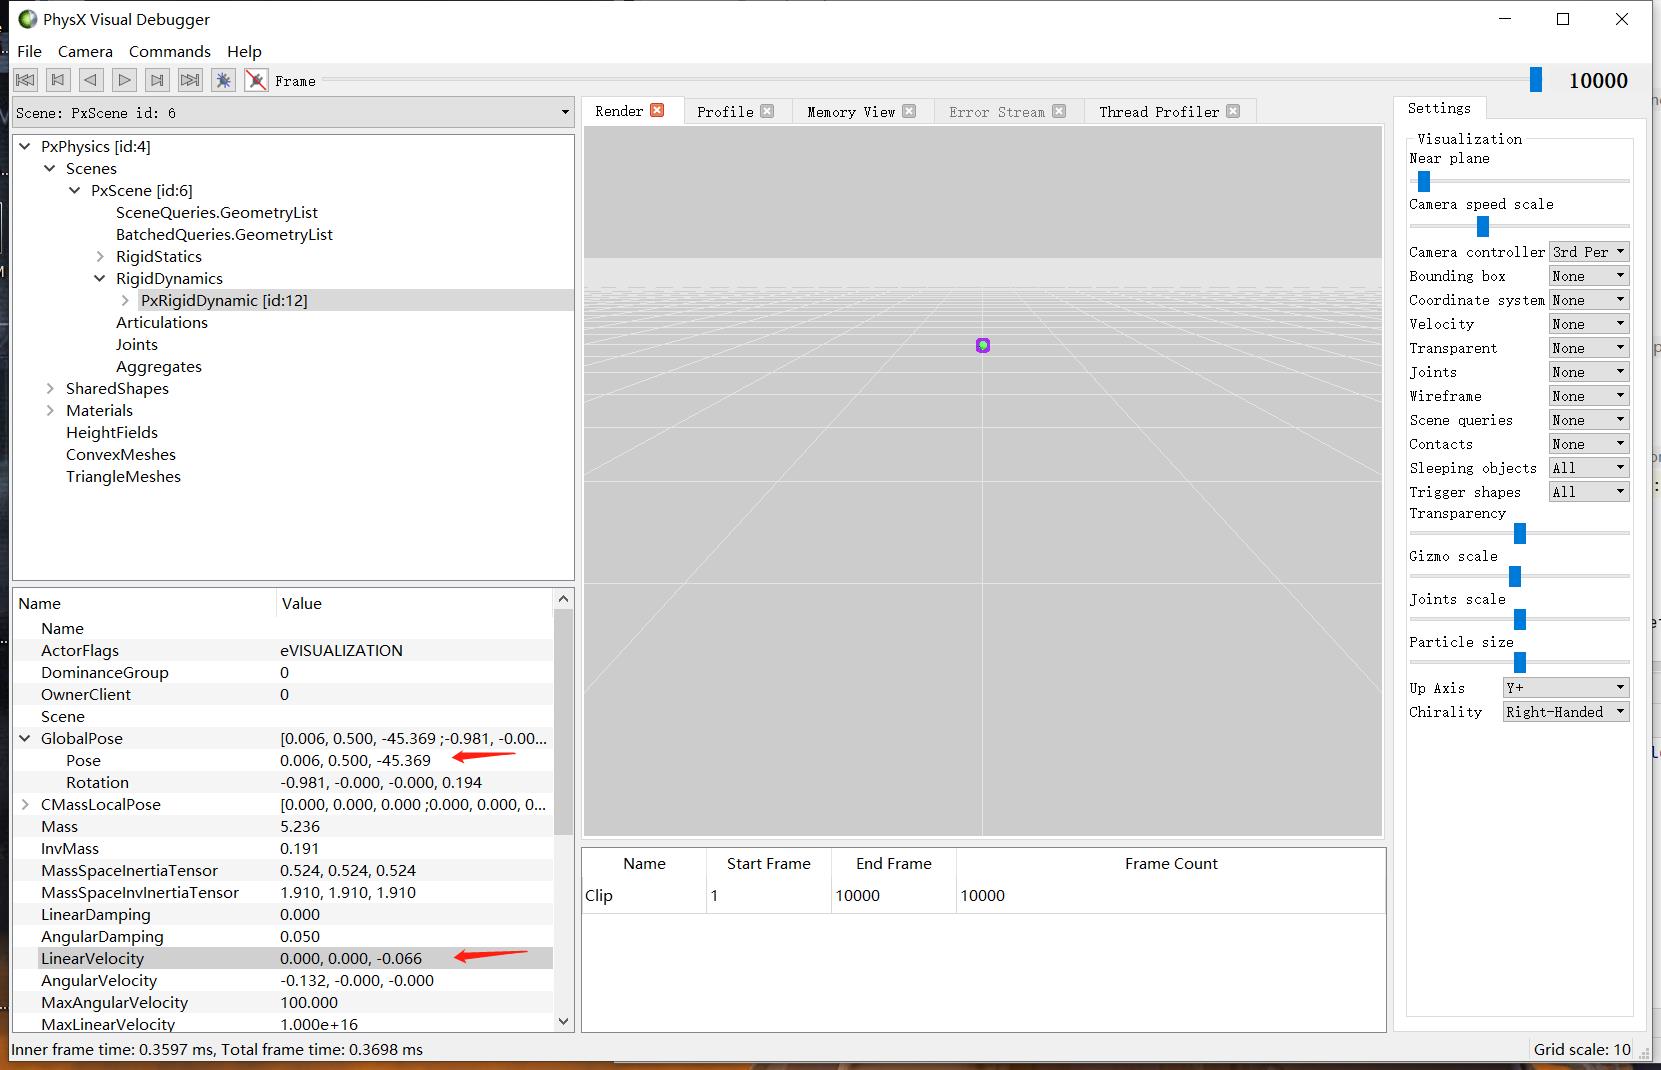 PhysX Visual Debugger
File Camera Commands Help
Frame 10000
Scene: PxScene id: 6
PxPhysics [id:4]
Scenes
PxScene [id:6]
SceneQueries.GeometryList
BatchedQueries.GeometryList
RigidStatics
RigidDynamics
PxRigidDynamic [id:12]
Articulations
Joints
Aggregates
SharedShapes
Materials
HeightFields
ConvexMeshes
TriangleMeshes
Name Value
Name
ActorFlags eVISUALIZATION
DominanceGroup 0
OwnerClient 0
Scene
GlobalPose [0.006, 0.500, -45.369 ;-0.981, -0.00...
Pose 0.006, 0.500, -45.369
Rotation -0.981, -0.000, -0.000, 0.194
CMassLocalPose [0.000, 0.000, 0.000 ;0.000, 0.000, 0...
Mass 5.236
InvMass 0.191
MassSpaceInertiaTensor 0.524, 0.524, 0.524
MassSpaceInvInertiaTensor 1.910, 1.910, 1.910
LinearDamping 0.000
AngularDamping 0.050
LinearVelocity 0.000, 0.000, -0.066
AngularVelocity -0.132, -0.000, -0.000
MaxAngularVelocity 100.000
MaxLinearVelocity 1.000e+16
Render Profile Memory View Error Stream Thread Profiler
Name Start Frame End Frame Frame Count
Clip 1 10000 10000
Settings
Visualization
Near plane
Camera speed scale
Camera controller 3rd Per
Bounding box None
Coordinate system None
Velocity None
Transparent None
Joints None
Wireframe None
Scene queries None
Contacts None
Sleeping objects All
Trigger shapes All
Transparency
Gizmo scale
Joints scale
Particle size
Up Axis Y+
Chirality Right-Handed
Inner frame time: 0.3597 ms, Total frame time: 0.3698 ms
Grid scale: 10